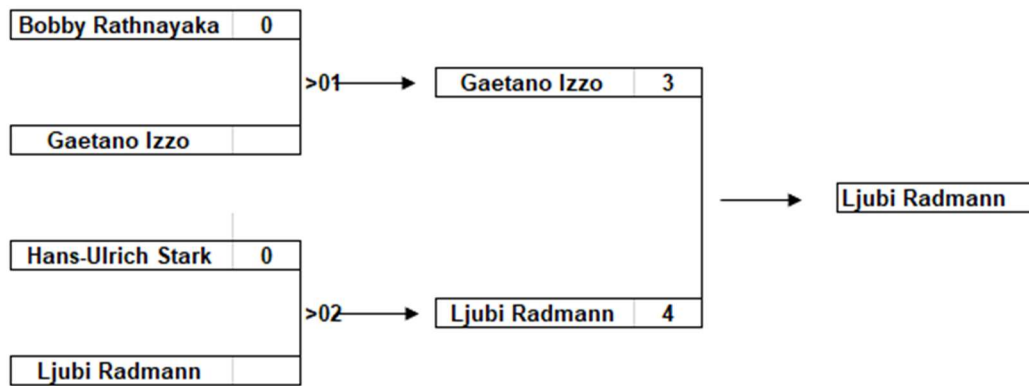 Bobby Rathnayaka 0
>01
Gaetano Izzo
Hans-Ulrich Stark 0
>02
Ljubi Radmann
Gaetano Izzo 3
Ljubi Radmann 4
Ljubi Radmann